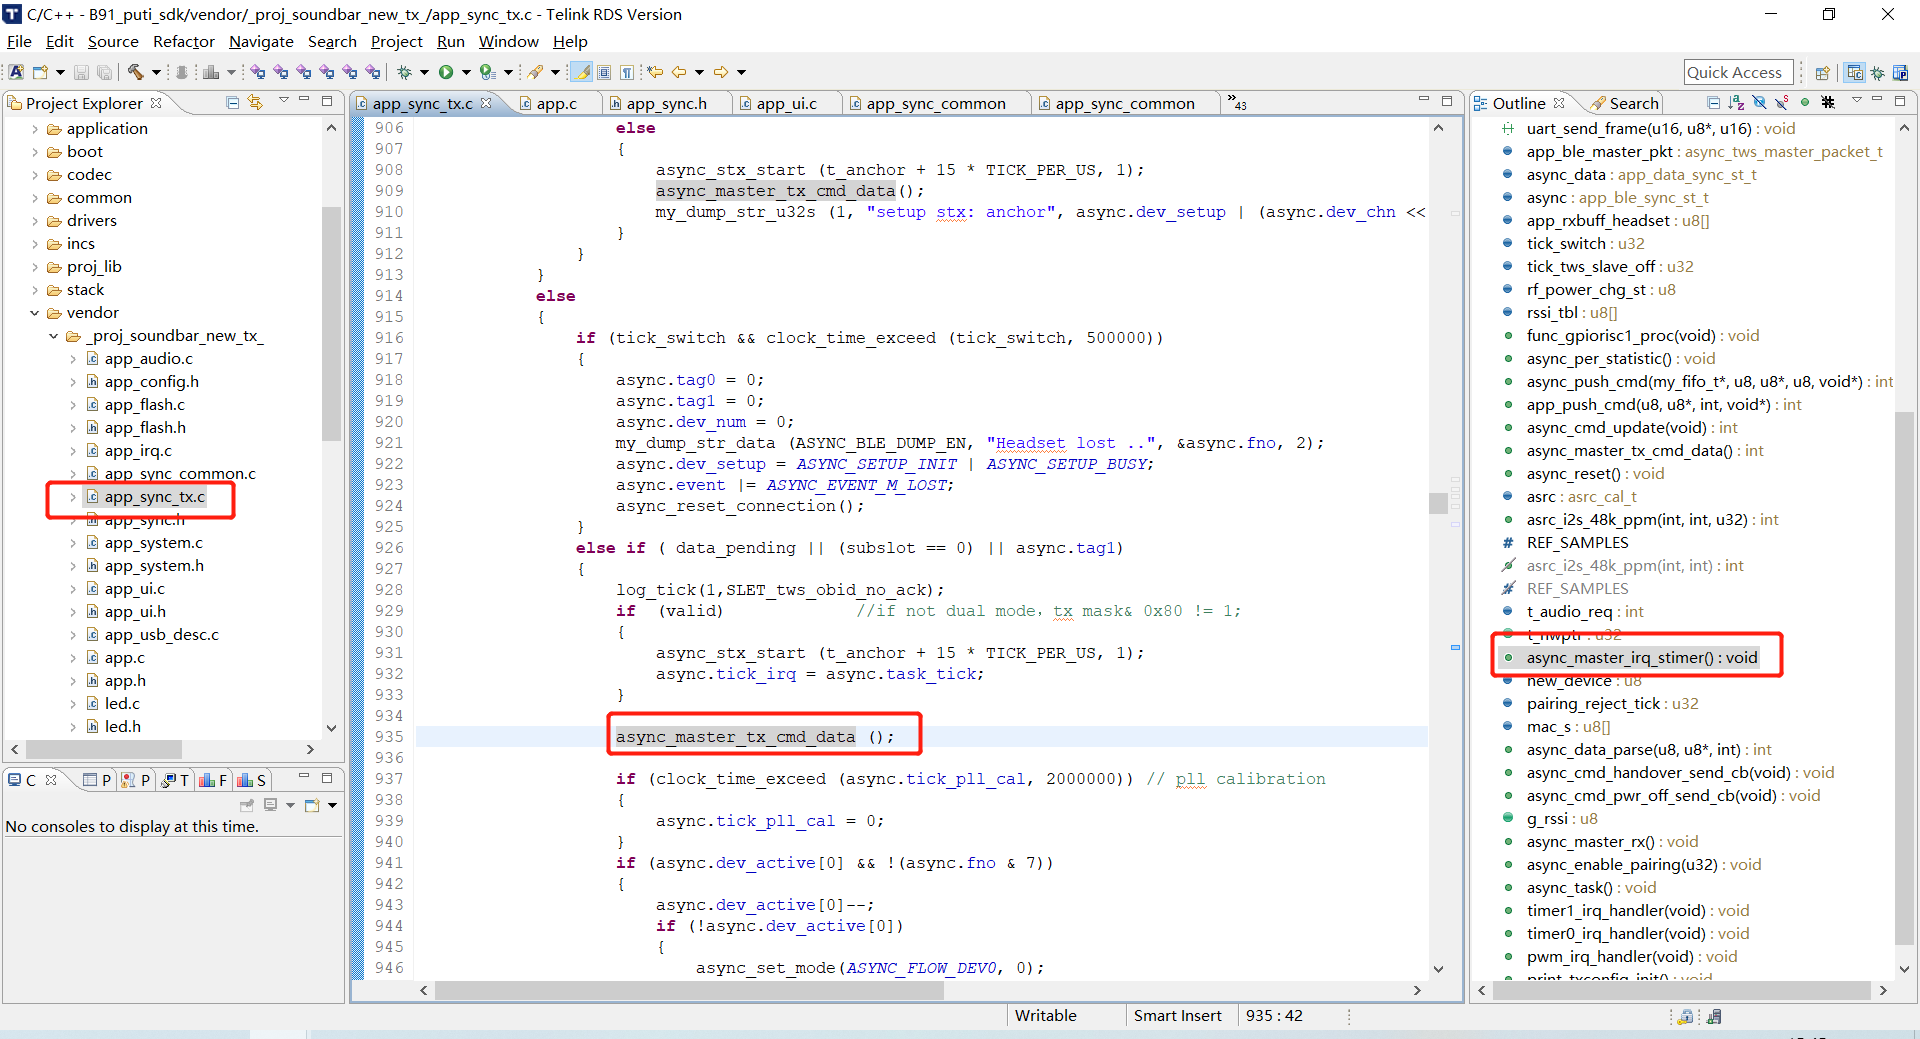 C/C++ - B91_puti_sdk/vendor/_proj_soundbar_new_tx_/app_sync_tx.c - Telink RDS Version
File Edit Source Refactor Navigate Search Project Run Window Help
Quick Access
Project Explorer
application
boot
codec
common
drivers
incs
proj_lib
stack
vendor
_proj_soundbar_new_tx_
app_audio.c
app_config.h
app_flash.c
app_flash.h
app_irq.c
app_sync_common.c
app_sync_tx.c
app_sync.h
app_system.c
app_system.h
app_ui.c
app_ui.h
app_usb_desc.c
app.c
app.h
led.c
led.h
C P P T F S
No consoles to display at this time.
app_sync_tx.c app.c app_sync.h app_ui.c app_sync_common app_sync_common »43
906 else
907 {
908 async_stx_start (t_anchor + 15 * TICK_PER_US, 1);
909 async_master_tx_cmd_data();
910 my_dump_str_u32s (1, "setup stx: anchor", async.dev_setup | (async.dev_chn <<
911 }
912 }
913 }
914 else
915 {
916 if (tick_switch && clock_time_exceed (tick_switch, 500000))
917 {
918 async.tag0 = 0;
919 async.tag1 = 0;
920 async.dev_num = 0;
921 my_dump_str_data (ASYNC_BLE_DUMP_EN, "Headset lost ..", &async.fno, 2);
922 async.dev_setup = ASYNC_SETUP_INIT | ASYNC_SETUP_BUSY;
923 async.event |= ASYNC_EVENT_M_LOST;
924 async_reset_connection();
925 }
926 else if ( data_pending || (subslot == 0) || async.tag1)
927 {
928 log_tick(1,SLET_tws_obid_no_ack);
929 if (valid) //if not dual mode，tx mask& 0x80 != 1;
930 {
931 async_stx_start (t_anchor + 15 * TICK_PER_US, 1);
932 async.tick_irq = async.task_tick;
933 }
934
935 async_master_tx_cmd_data ();
936
937 if (clock_time_exceed (async.tick_pll_cal, 2000000)) // pll calibration
938 {
939 async.tick_pll_cal = 0;
940 }
941 if (async.dev_active[0] && !(async.fno & 7))
942 {
943 async.dev_active[0]--;
944 if (!async.dev_active[0])
945 {
946 async_set_mode(ASYNC_FLOW_DEV0, 0);
Outline Search
uart_send_frame(u16, u8*, u16) : void
app_ble_master_pkt : async_tws_master_packet_t
async_data : app_data_sync_st_t
async : app_ble_sync_st_t
app_rxbuff_headset : u8[]
tick_switch : u32
tick_tws_slave_off : u32
rf_power_chg_st : u8
rssi_tbl : u8[]
func_gpiorisc1_proc(void) : void
async_per_statistic() : void
async_push_cmd(my_fifo_t*, u8, u8*, u8, void*) : int
app_push_cmd(u8, u8*, int, void*) : int
async_cmd_update(void) : int
async_master_tx_cmd_data() : int
async_reset() : void
asrc : asrc_cal_t
asrc_i2s_48k_ppm(int, int, u32) : int
REF_SAMPLES
asrc_i2s_48k_ppm(int, int) : int
REF_SAMPLES
t_audio_req : int
t_hwptr : u32
async_master_irq_stimer() : void
new_device : u8
pairing_reject_tick : u32
mac_s : u8[]
async_data_parse(u8, u8*, int) : int
async_cmd_handover_send_cb(void) : void
async_cmd_pwr_off_send_cb(void) : void
g_rssi : u8
async_master_rx() : void
async_enable_pairing(u32) : void
async_task() : void
timer1_irq_handler(void) : void
timer0_irq_handler(void) : void
pwm_irq_handler(void) : void
print_txconfig_init() : void
Writable Smart Insert 935 : 42